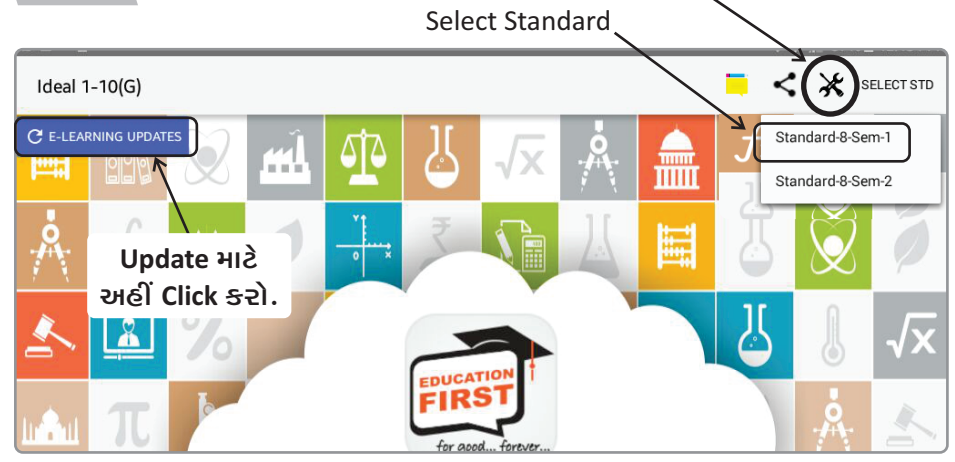 Select Standard
Ideal 1-10(G)
SELECT STD
E-LEARNING UPDATES
Standard-8-Sem-1
Standard-8-Sem-2
Update માટે
અહીં Click કરો.
EDUCATION
FIRST
for good... forever...